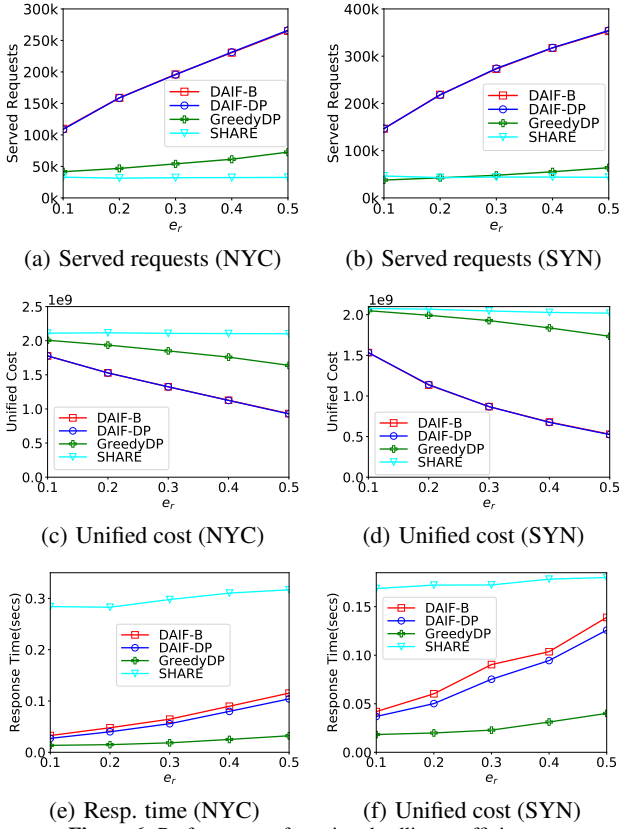 300k
250k
200k
150k
100k
50k
0k
0.1 0.2 0.3 0.4 0.5
e_r
Served Requests
DAIF-B
DAIF-DP
GreedyDP
SHARE
(a) Served requests (NYC)
400k
300k
200k
100k
0k
0.1 0.2 0.3 0.4 0.5
e_r
Served Requests
DAIF-B
DAIF-DP
GreedyDP
SHARE
(b) Served requests (SYN)
1e9
2.5
2.0
1.5
1.0
0.5
0.0
0.1 0.2 0.3 0.4 0.5
e_r
Unified Cost
DAIF-B
DAIF-DP
GreedyDP
SHARE
(c) Unified cost (NYC)
1e9
2.0
1.5
1.0
0.5
0.0
0.1 0.2 0.3 0.4 0.5
e_r
Unified Cost
DAIF-B
DAIF-DP
GreedyDP
SHARE
(d) Unified cost (SYN)
0.3
0.2
0.1
0.0
0.1 0.2 0.3 0.4 0.5
e_r
Response Time(secs)
DAIF-B
DAIF-DP
GreedyDP
SHARE
(e) Resp. time (NYC)
0.15
0.10
0.05
0.00
0.1 0.2 0.3 0.4 0.5
e_r
Response Time(secs)
DAIF-B
DAIF-DP
GreedyDP
SHARE
(f) Unified cost (SYN)